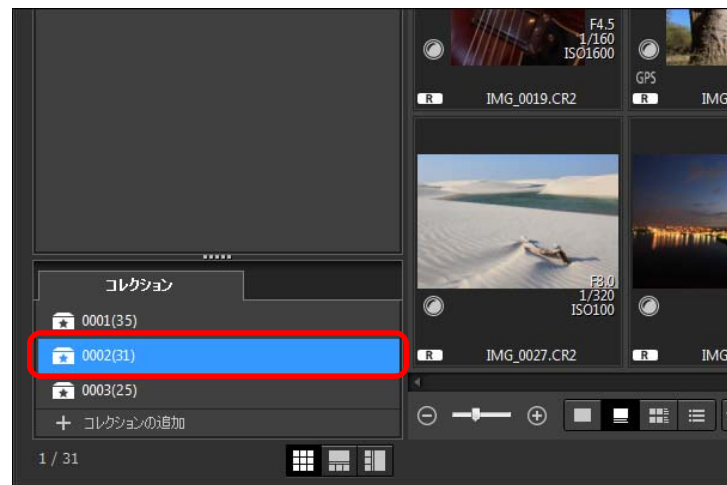 F4.5
1/160
ISO1600
GPS
R IMG_0019.CR2
R IMG
F8.0
1/320
ISO100
R IMG_0027.CR2
R IMG
コレクション
0001(35)
0002(31)
0003(25)
+ コレクションの追加
1 / 31